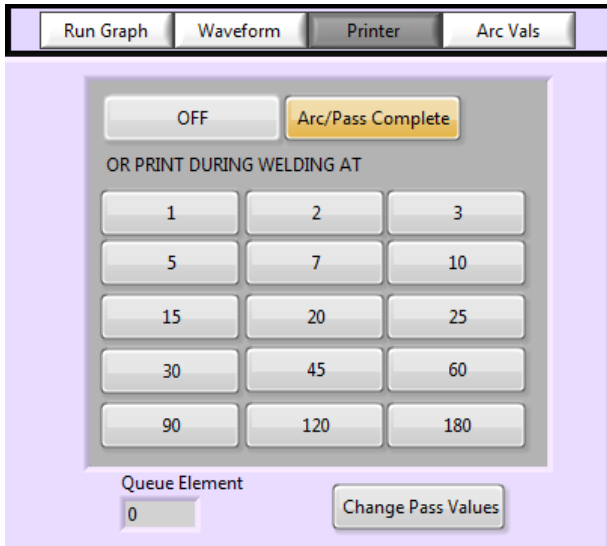 Run Graph Waveform Printer Arc Vals
OFF Arc/Pass Complete
OR PRINT DURING WELDING AT
1 2 3
5 7 10
15 20 25
30 45 60
90 120 180
Queue Element
0 Change Pass Values